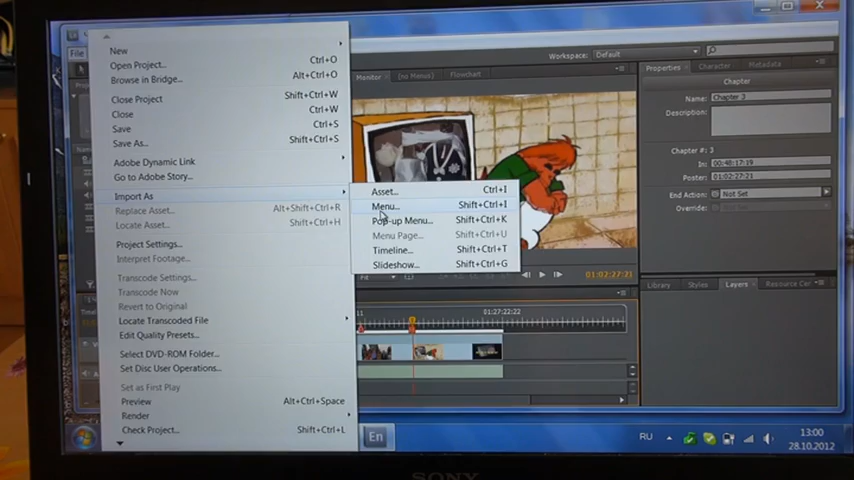 File
New
Open Project... Ctrl+O
Browse in Bridge... Alt+Ctrl+O
Close Project Shift+Ctrl+W
Close Ctrl+W
Save Ctrl+S
Save As... Shift+Ctrl+S
Adobe Dynamic Link
Go to Adobe Story...
Import As
Replace Asset... Alt+Shift+Ctrl+R
Locate Asset... Shift+Ctrl+H
Project Settings...
Interpret Footage...
Transcode Settings...
Transcode Now
Revert to Original
Locate Transcoded File
Edit Quality Presets...
Select DVD-ROM Folder...
Set Disc User Operations...
Set as First Play
Preview Alt+Ctrl+Space
Render
Check Project... Shift+Ctrl+L
Asset... Ctrl+I
Menu... Shift+Ctrl+I
Pop-up Menu... Shift+Ctrl+K
Menu Page... Shift+Ctrl+U
Timeline... Shift+Ctrl+T
Slideshow... Shift+Ctrl+G
Workspace: Default
Monitor (no Menus) Flowchart
Properties Character Metadata
Chapter
Name: Chapter 3
Description:
Chapter #: 3
In: 00:48:17:19
Poster: 01:02:27:21
End Action: Not Set
Override:
01:02:27:21
Library Styles Layers Resource Cer
01:27:22:22
En
RU
13:00
28.10.2012
SONY